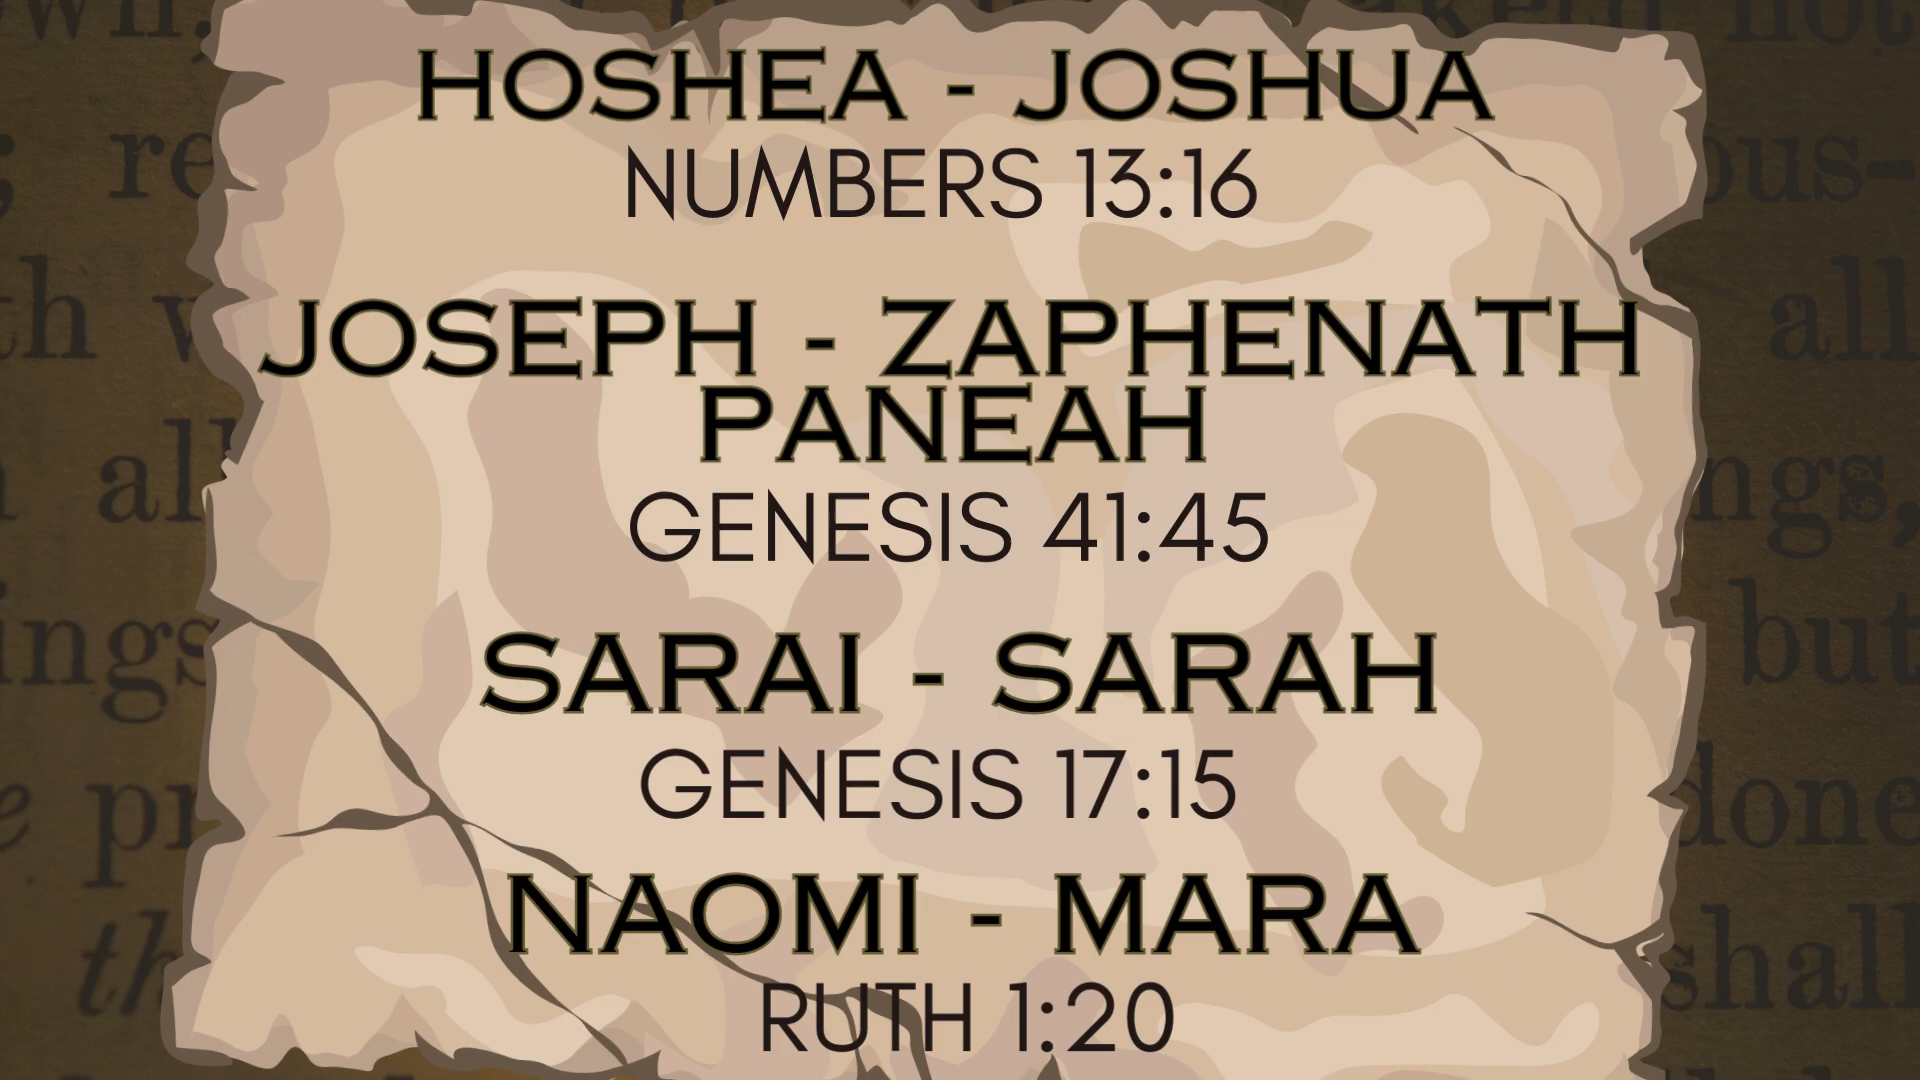 HOSHEA - JOSHUA
NUMBERS 13:16
JOSEPH - ZAPHENATH
PANEAH
GENESIS 41:45
SARAI - SARAH
GENESIS 17:15
NAOMI - MARA
RUTH 1:20